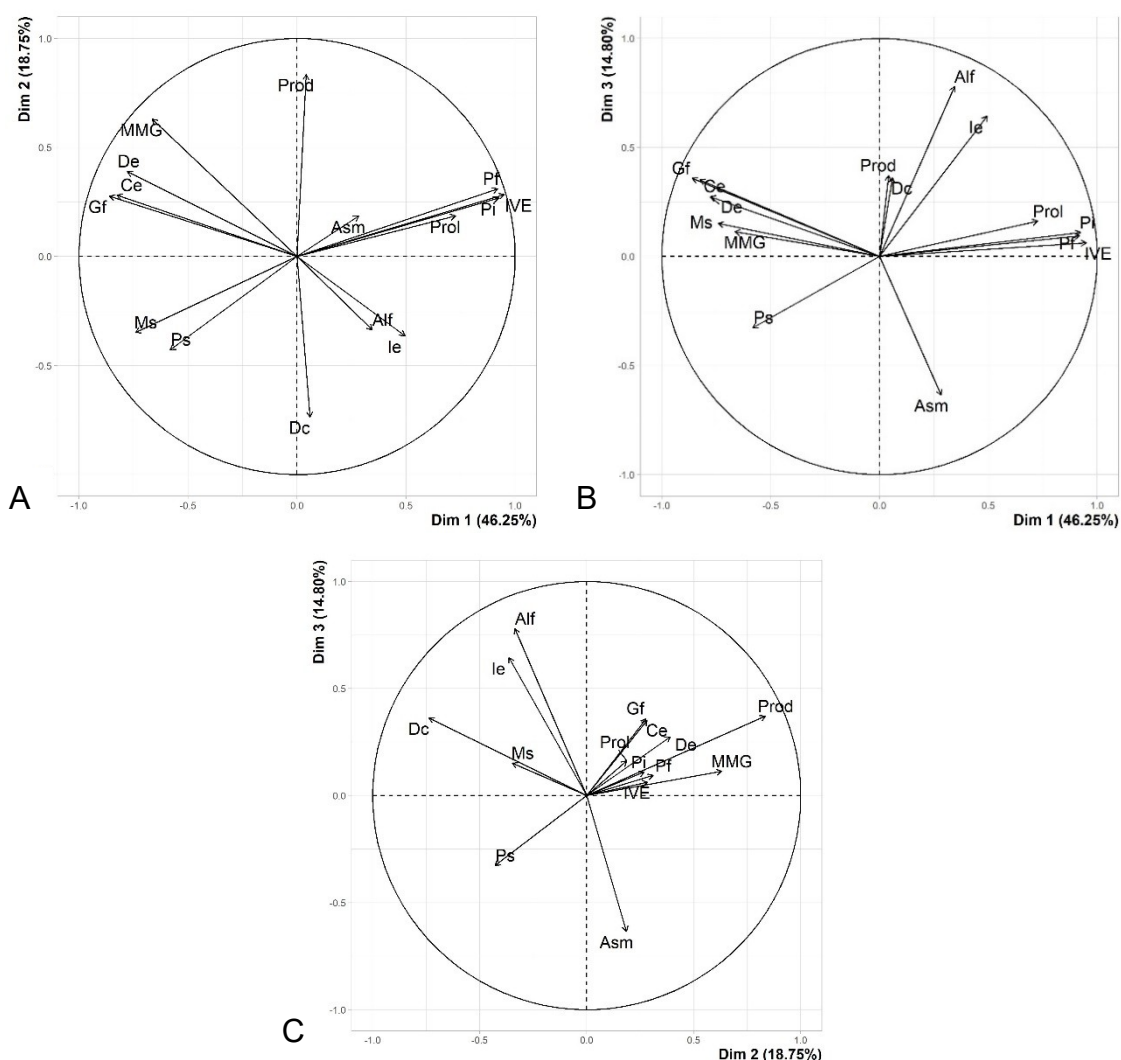 A
Dim 2 (18.75%)
1.0
0.5
0.0
-0.5
-1.0
-1.0
-0.5
0.0
0.5
1.0
Dim 1 (46.25%)
Prod
MMG
De
Ce
Gf
Asm
Pf
Pi
IVE
Prol
Ms
Ps
Alf
Ie
Dc
B
Dim 3 (14.80%)
1.0
0.5
0.0
-0.5
-1.0
-1.0
-0.5
0.0
0.5
1.0
Dim 1 (46.25%)
Alf
Ie
Prod
Dc
Gf
Ce
De
Ms
MMG
Prol
Pi
Pf
IVE
Ps
Asm
C
Dim 3 (14.80%)
1.0
0.5
0.0
-0.5
-1.0
-1.0
-0.5
0.0
0.5
1.0
Dim 2 (18.75%)
Alf
Ie
Dc
Ms
Gf
Ce
Prod
Prol
De
Pi
Pf
MMG
IVE
Ps
Asm